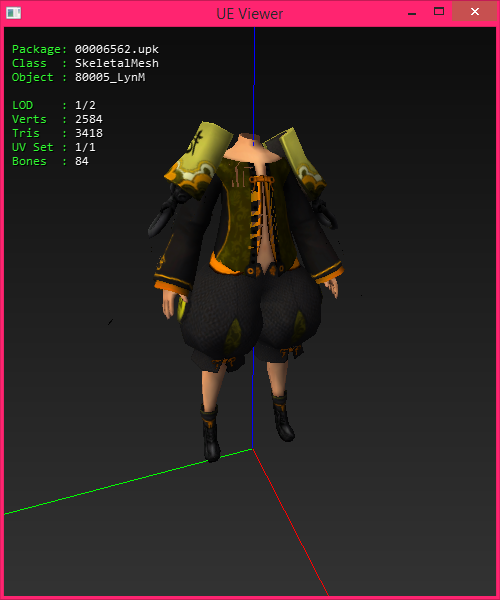 UE Viewer
Package: 00006562.upk
Class : SkeletalMesh
Object : 80005_LynM
LOD : 1/2
Verts : 2584
Tris : 3418
UV Set : 1/1
Bones : 84